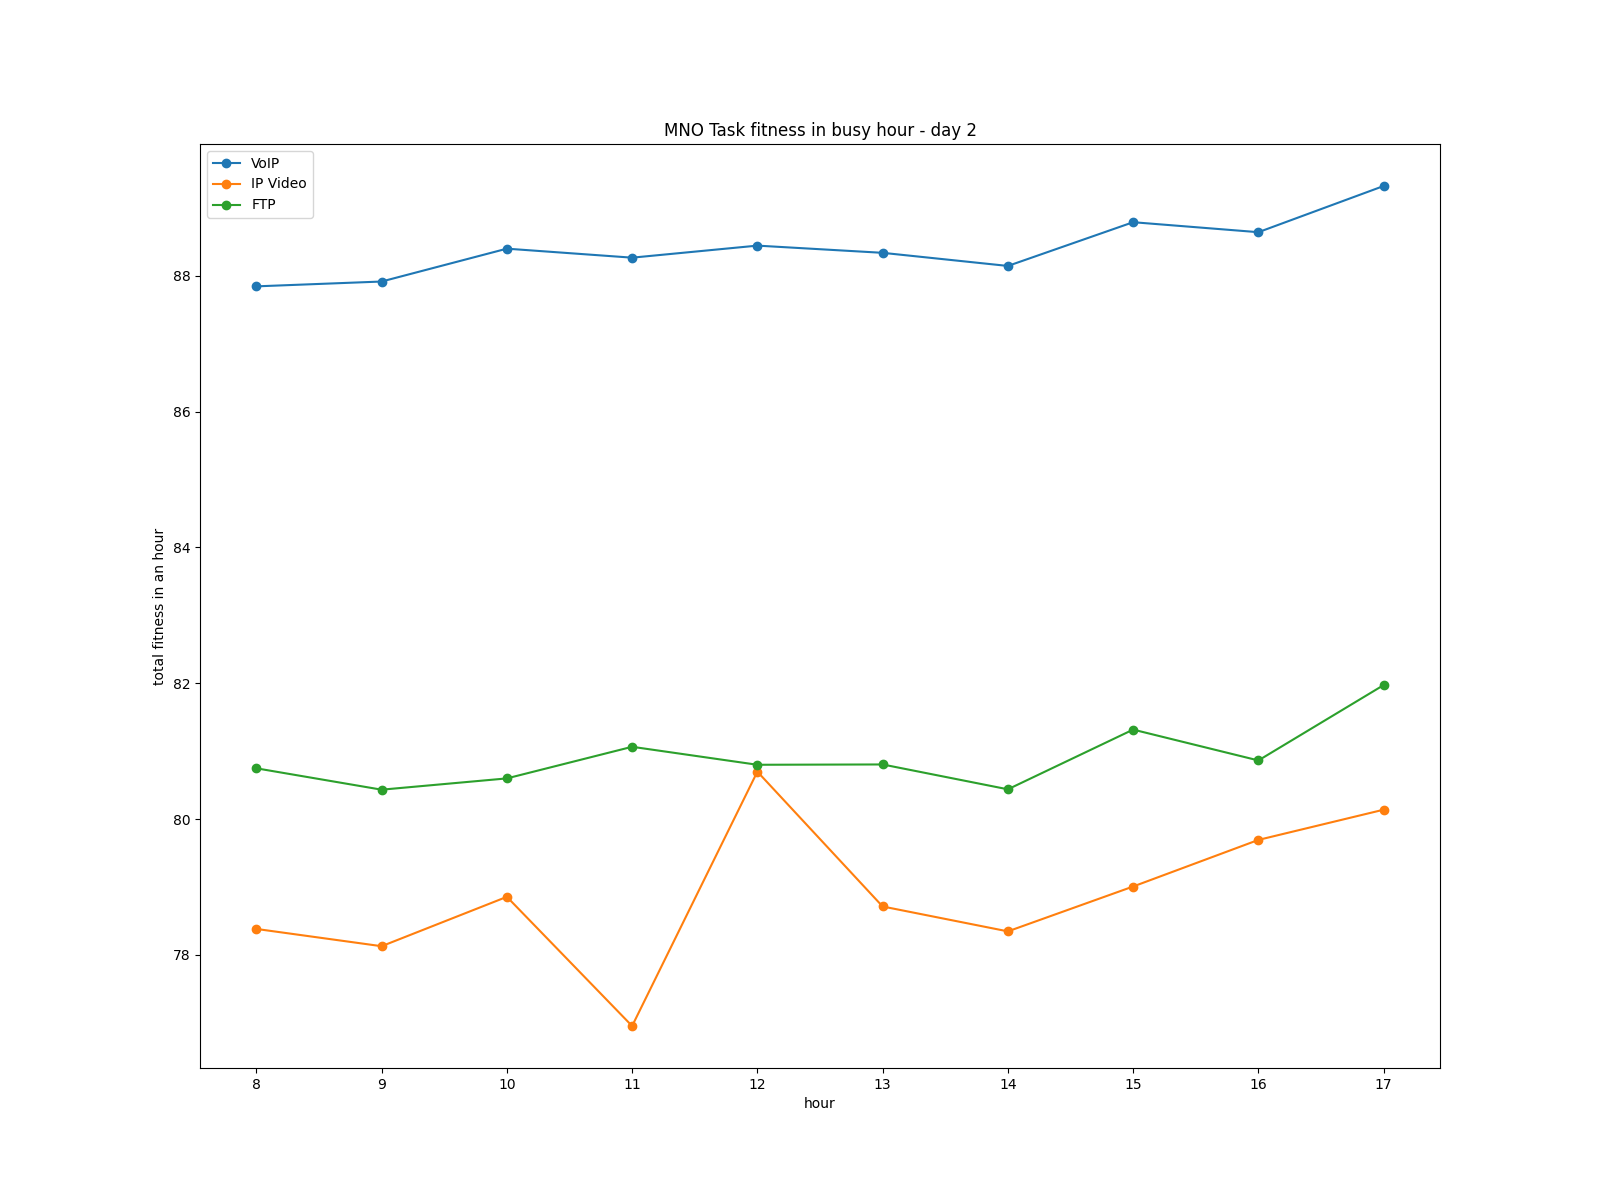 MNO Task fitness in busy hour - day 2
VoIP
IP Video
FTP
88
86
84
82
80
78
total fitness in an hour
8 9 10 11 12 13 14 15 16 17
hour